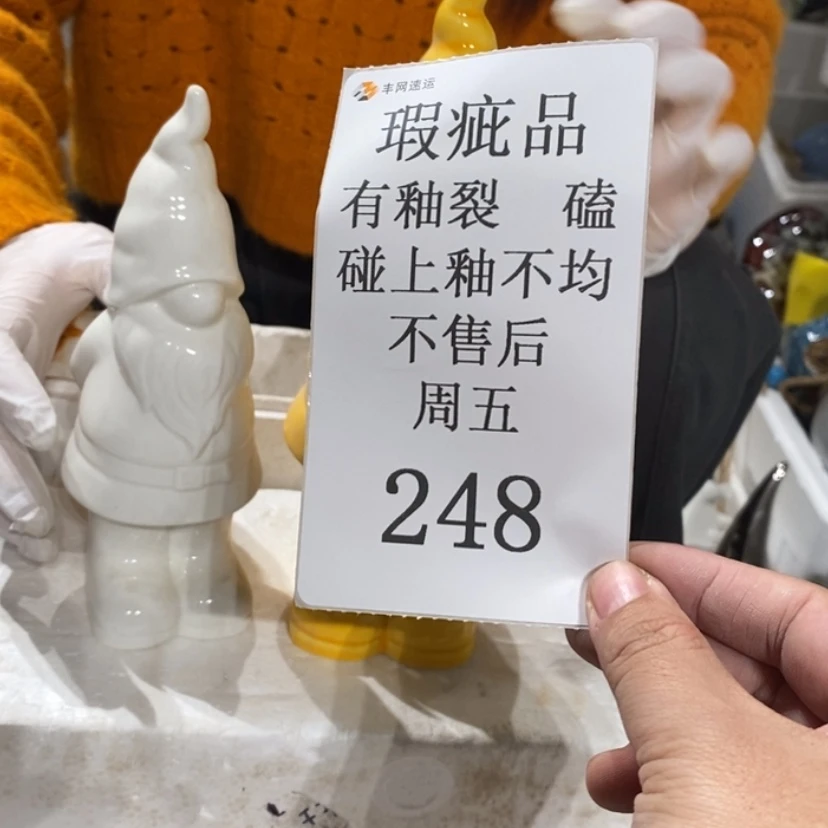 丰网速运
瑕疵品
有釉裂 磕
碰上釉不均
不售后
周五
248